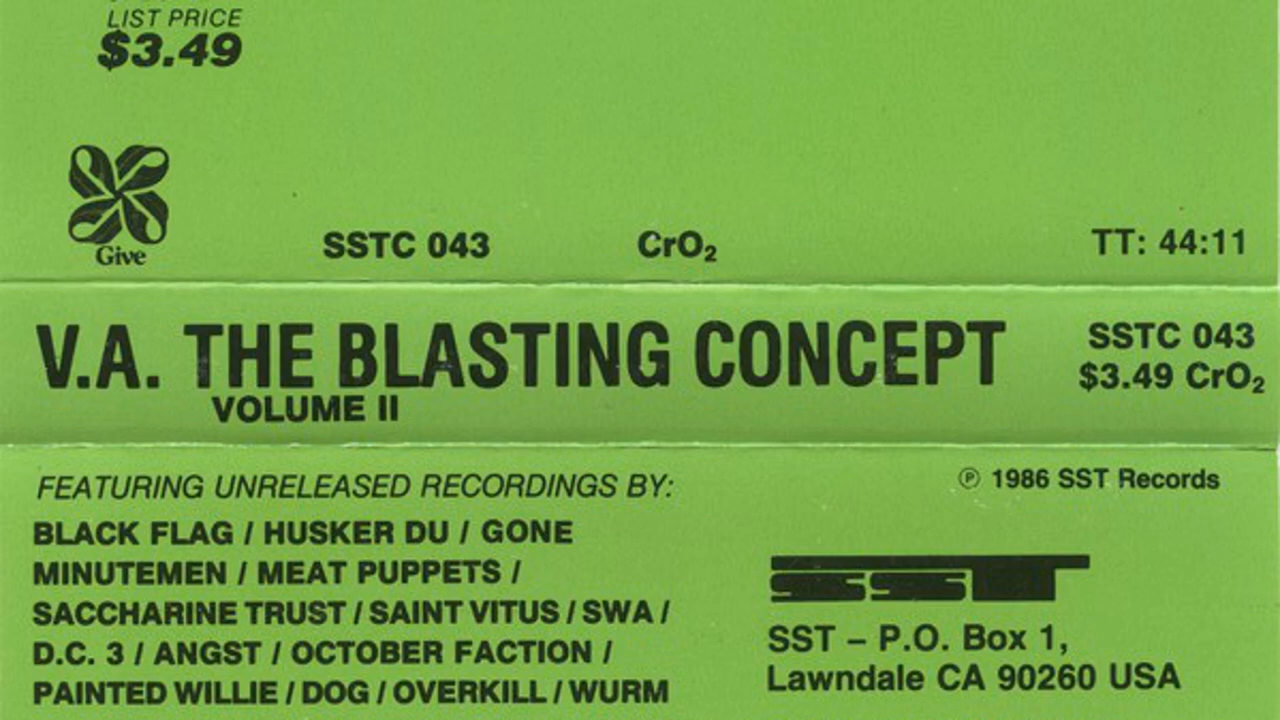 LIST PRICE
$3.49
Give
SSTC 043
CrO₂
TT: 44:11
V.A. THE BLASTING CONCEPT
VOLUME II
SSTC 043
$3.49 CrO₂
FEATURING UNRELEASED RECORDINGS BY:
BLACK FLAG / HUSKER DU / GONE
MINUTEMEN / MEAT PUPPETS /
SACCHARINE TRUST / SAINT VITUS / SWA /
D.C. 3 / ANGST / OCTOBER FACTION /
PAINTED WILLIE / DOG / OVERKILL / WURM
℗ 1986 SST Records
SST
SST – P.O. Box 1,
Lawndale CA 90260 USA